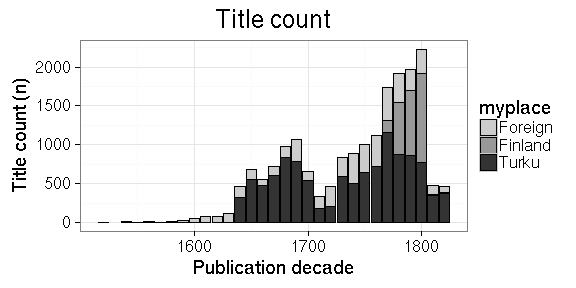 Title count
Title count (n)
2000
1500
1000
500
0
1600
1700
1800
Publication decade
myplace
Foreign
Finland
Turku